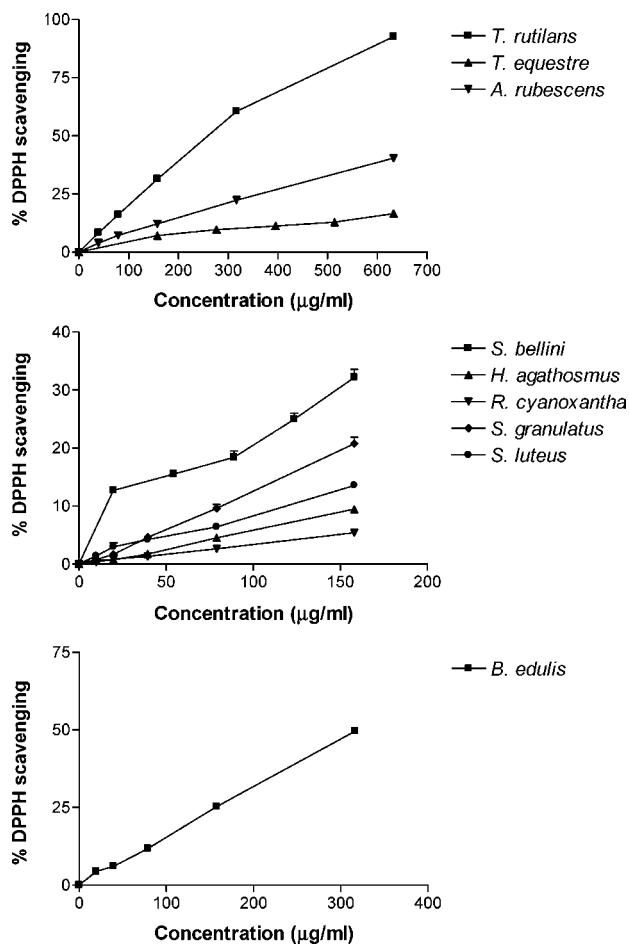 % DPPH scavenging
100
75
50
25
0
0 100 200 300 400 500 600 700
Concentration (μg/ml)
T. rutilans
T. equestre
A. rubescens
% DPPH scavenging
40
30
20
10
0
0 50 100 150 200
Concentration (μg/ml)
S. bellini
H. agathosmus
R. cyanoxantha
S. granulatus
S. luteus
% DPPH scavenging
75
50
25
0
0 100 200 300 400
Concentration (μg/ml)
B. edulis